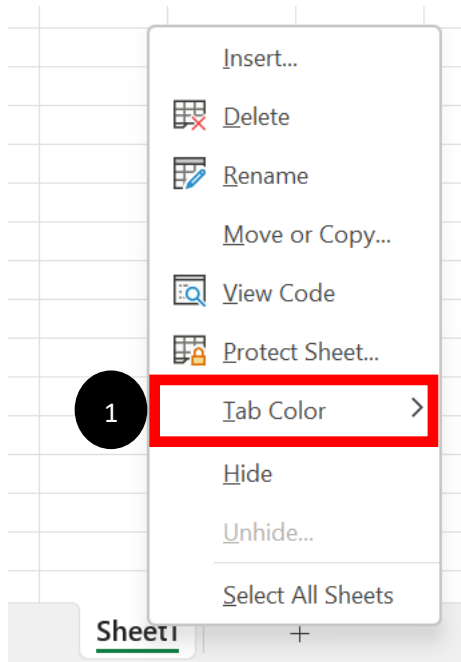 Insert...
Delete
Rename
Move or Copy...
View Code
Protect Sheet...
1
Tab Color
Hide
Unhide...
Select All Sheets
Sheet1
+